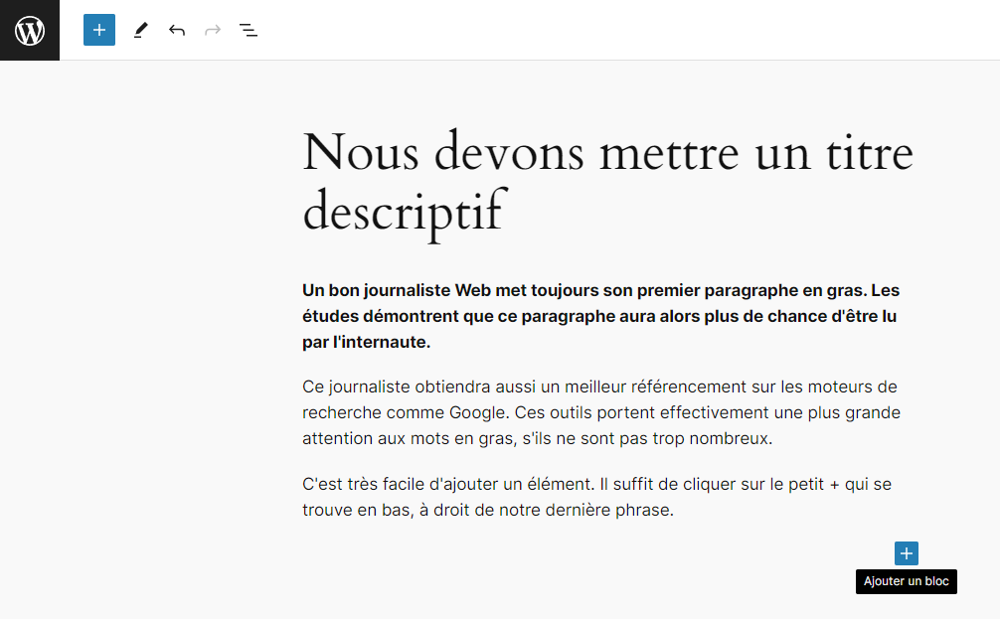 Nous devons mettre un titre
descriptif
Un bon journaliste Web met toujours son premier paragraphe en gras. Les
études démontrent que ce paragraphe aura alors plus de chance d'être lu
par l'internaute.
Ce journaliste obtiendra aussi un meilleur référencement sur les moteurs de
recherche comme Google. Ces outils portent effectivement une plus grande
attention aux mots en gras, s'ils ne sont pas trop nombreux.
C'est très facile d'ajouter un élément. Il suffit de cliquer sur le petit + qui se
trouve en bas, à droit de notre dernière phrase.
Ajouter un bloc